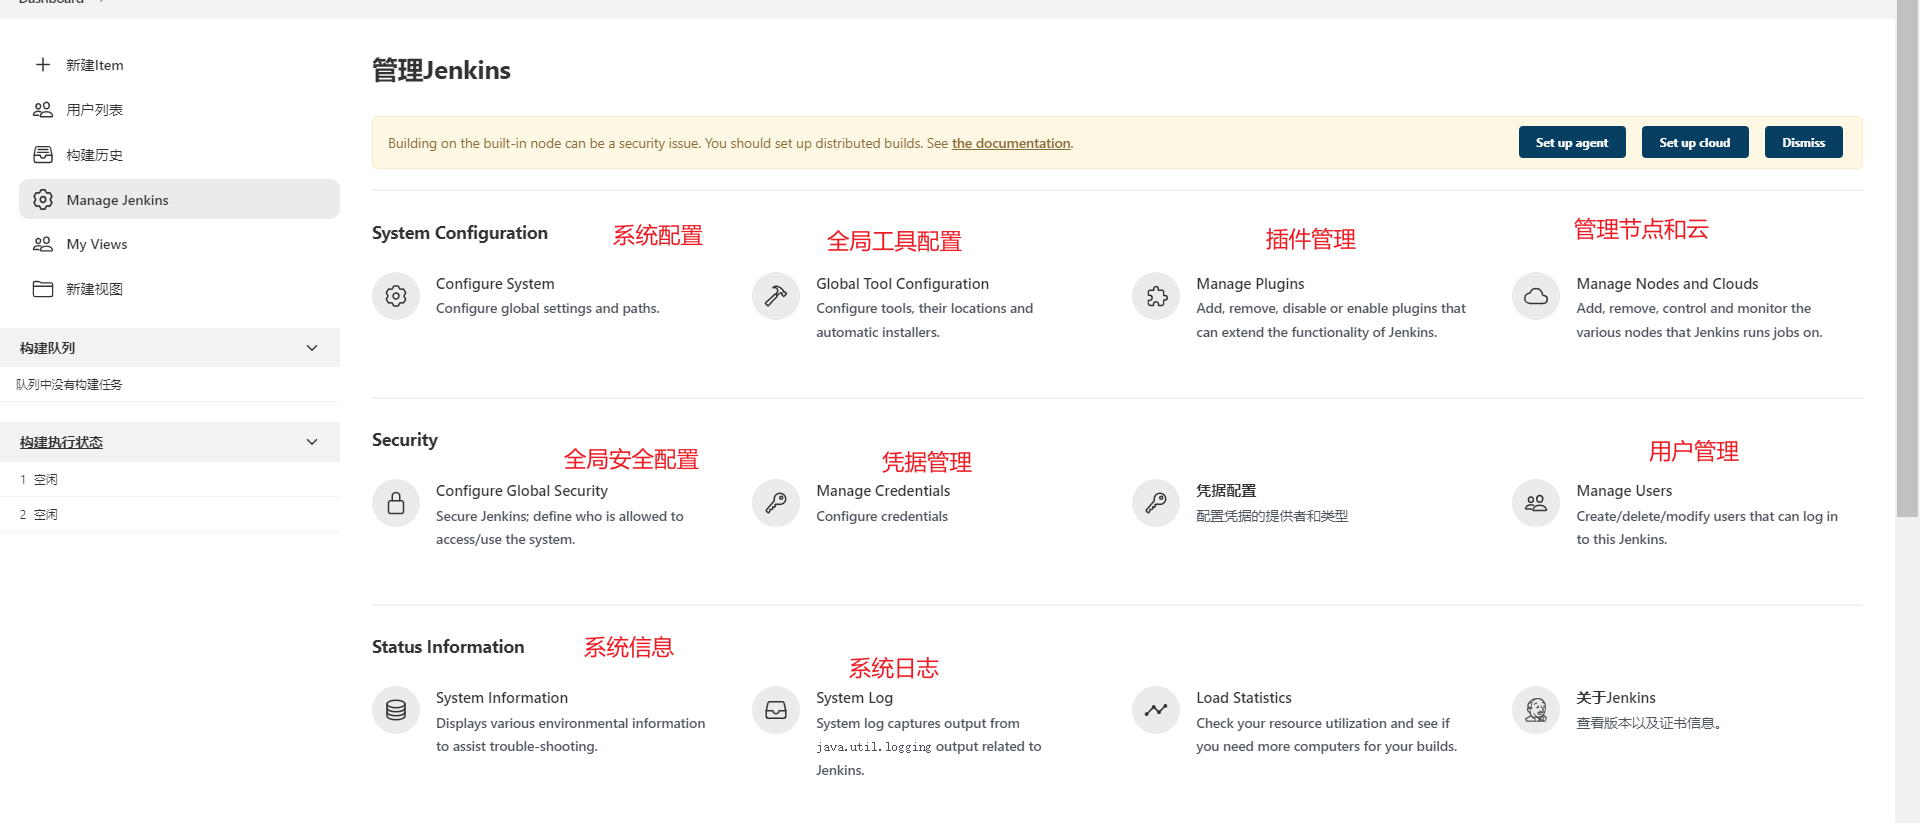 Dashboard
新建Item
用户列表
构建历史
Manage Jenkins
My Views
新建视图
构建队列
队列中没有构建任务
构建执行状态
1 空闲
2 空闲
管理Jenkins
Building on the built-in node can be a security issue. You should set up distributed builds. See the documentation.
Set up agent
Set up cloud
Dismiss
System Configuration
系统配置
全局工具配置
插件管理
管理节点和云
Configure System
Configure global settings and paths.
Global Tool Configuration
Configure tools, their locations and
automatic installers.
Manage Plugins
Add, remove, disable or enable plugins that
can extend the functionality of Jenkins.
Manage Nodes and Clouds
Add, remove, control and monitor the
various nodes that Jenkins runs jobs on.
Security
全局安全配置
凭据管理
用户管理
Configure Global Security
Secure Jenkins; define who is allowed to
access/use the system.
Manage Credentials
Configure credentials
凭据配置
配置凭据的提供者和类型
Manage Users
Create/delete/modify users that can log in
to this Jenkins.
Status Information
系统信息
系统日志
System Information
Displays various environmental information
to assist trouble-shooting.
System Log
System log captures output from
java.util.logging output related to
Jenkins.
Load Statistics
Check your resource utilization and see if
you need more computers for your builds.
关于Jenkins
查看版本以及证书信息。